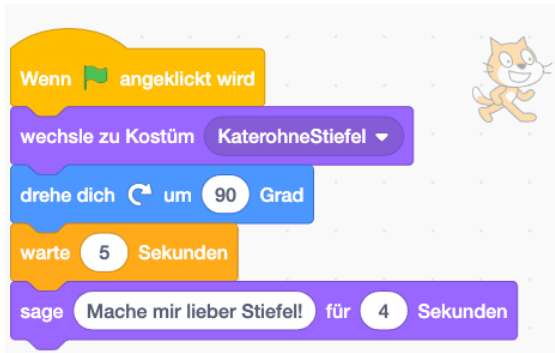 Wenn angeklickt wird
wechsle zu Kostüm KaterohneStiefel
drehe dich um 90 Grad
warte 5 Sekunden
sage Mache mir lieber Stiefel! für 4 Sekunden